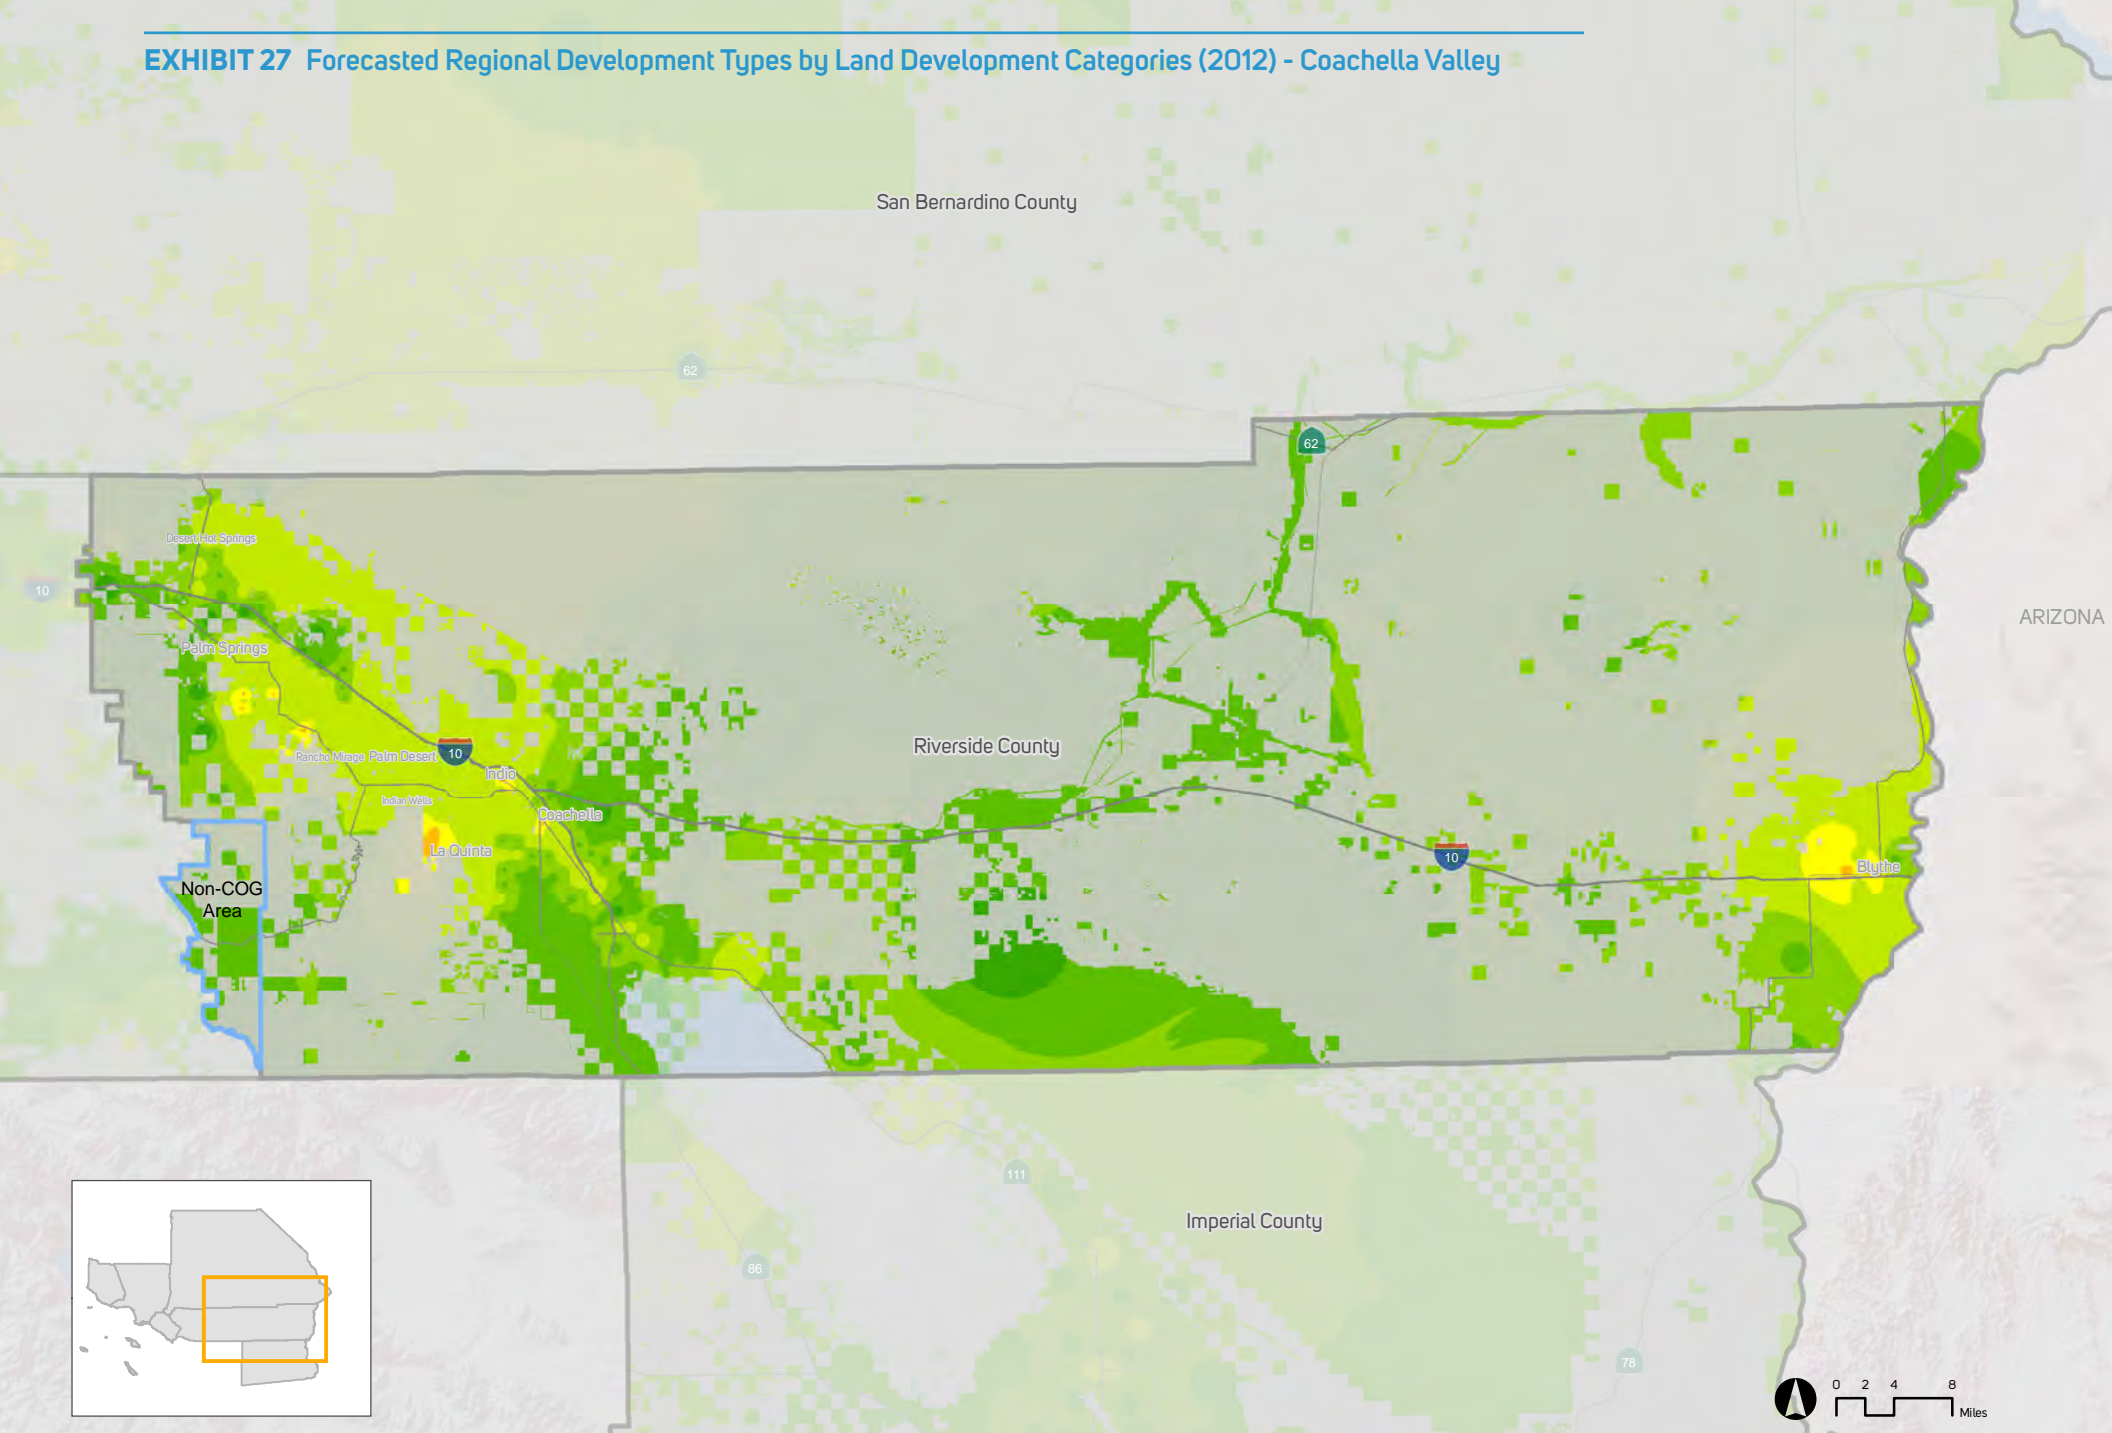 EXHIBIT 27 Forecasted Regional Development Types by Land Development Categories (2012) - Coachella Valley
San Bernardino County
62
62
Desert Hot Springs
10
ARIZONA
Palm Springs
Riverside County
Rancho Mirage
Palm Desert
10
Indio
Indian Wells
Coachella
La Quinta
10
Blythe
Non-COG
Area
111
Imperial County
86
78
0 2 4 8
Miles